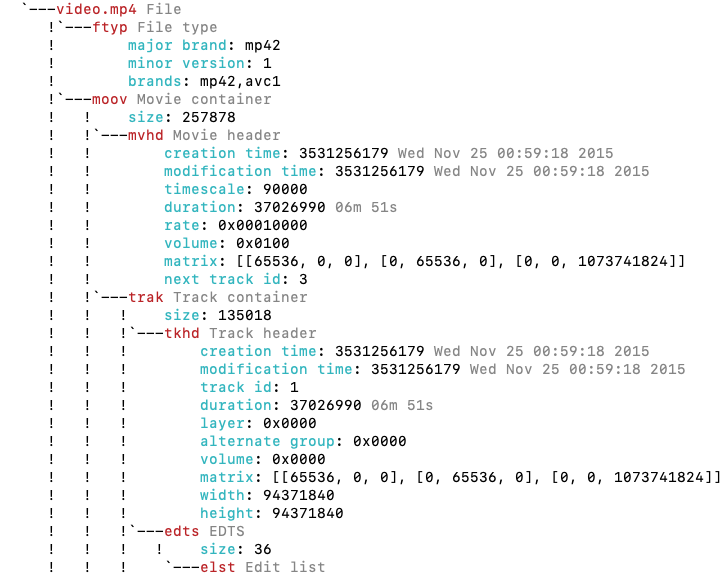 `---video.mp4 File
!`---ftyp File type
! major brand: mp42
! minor version: 1
! brands: mp42,avc1
!`---moov Movie container
! ! size: 257878
! !`---mvhd Movie header
! ! creation time: 3531256179 Wed Nov 25 00:59:18 2015
! ! modification time: 3531256179 Wed Nov 25 00:59:18 2015
! ! timescale: 90000
! ! duration: 37026990 06m 51s
! ! rate: 0x00010000
! ! volume: 0x0100
! ! matrix: [[65536, 0, 0], [0, 65536, 0], [0, 0, 1073741824]]
! ! next track id: 3
! !`---trak Track container
! ! ! size: 135018
! ! !`---tkhd Track header
! ! ! creation time: 3531256179 Wed Nov 25 00:59:18 2015
! ! ! modification time: 3531256179 Wed Nov 25 00:59:18 2015
! ! ! track id: 1
! ! ! duration: 37026990 06m 51s
! ! ! layer: 0x0000
! ! ! alternate group: 0x0000
! ! ! volume: 0x0000
! ! ! matrix: [[65536, 0, 0], [0, 65536, 0], [0, 0, 1073741824]]
! ! ! width: 94371840
! ! ! height: 94371840
! ! !`---edts EDTS
! ! ! ! size: 36
! ! ! `---elst Edit list